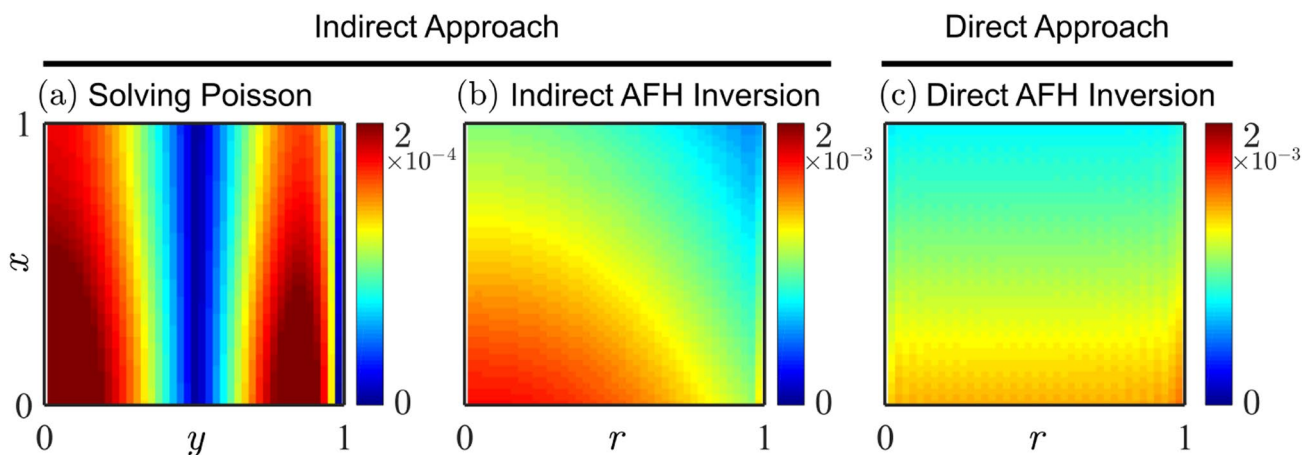 Indirect Approach
Direct Approach
(a) Solving Poisson
(b) Indirect AFH Inversion
(c) Direct AFH Inversion
1
x
0
0 y 1
2
×10⁻⁴
0
0 r 1
2
×10⁻³
0
0 r 1
2
×10⁻³
0